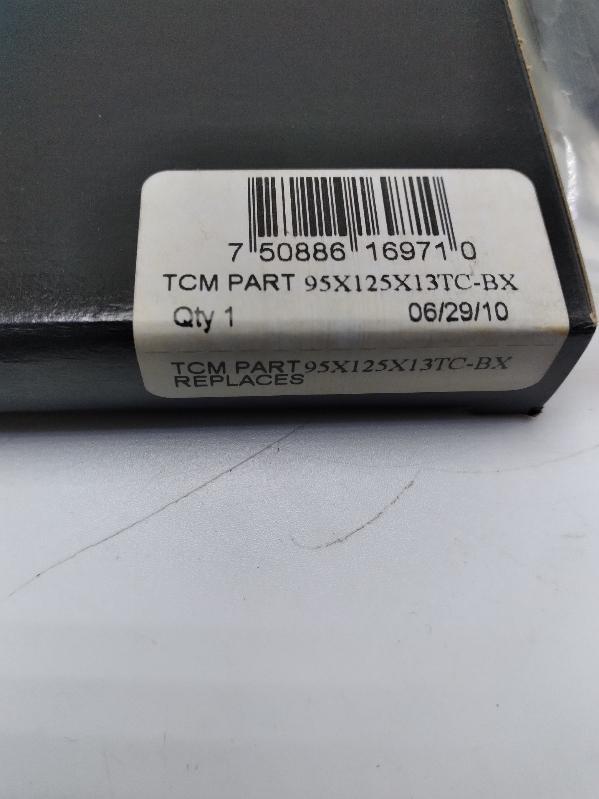 7 50886 16971 0
TCM PART 95X125X13TC-BX
Qty 1 06/29/10
TCM PART 95X125X13TC-BX
REPLACES